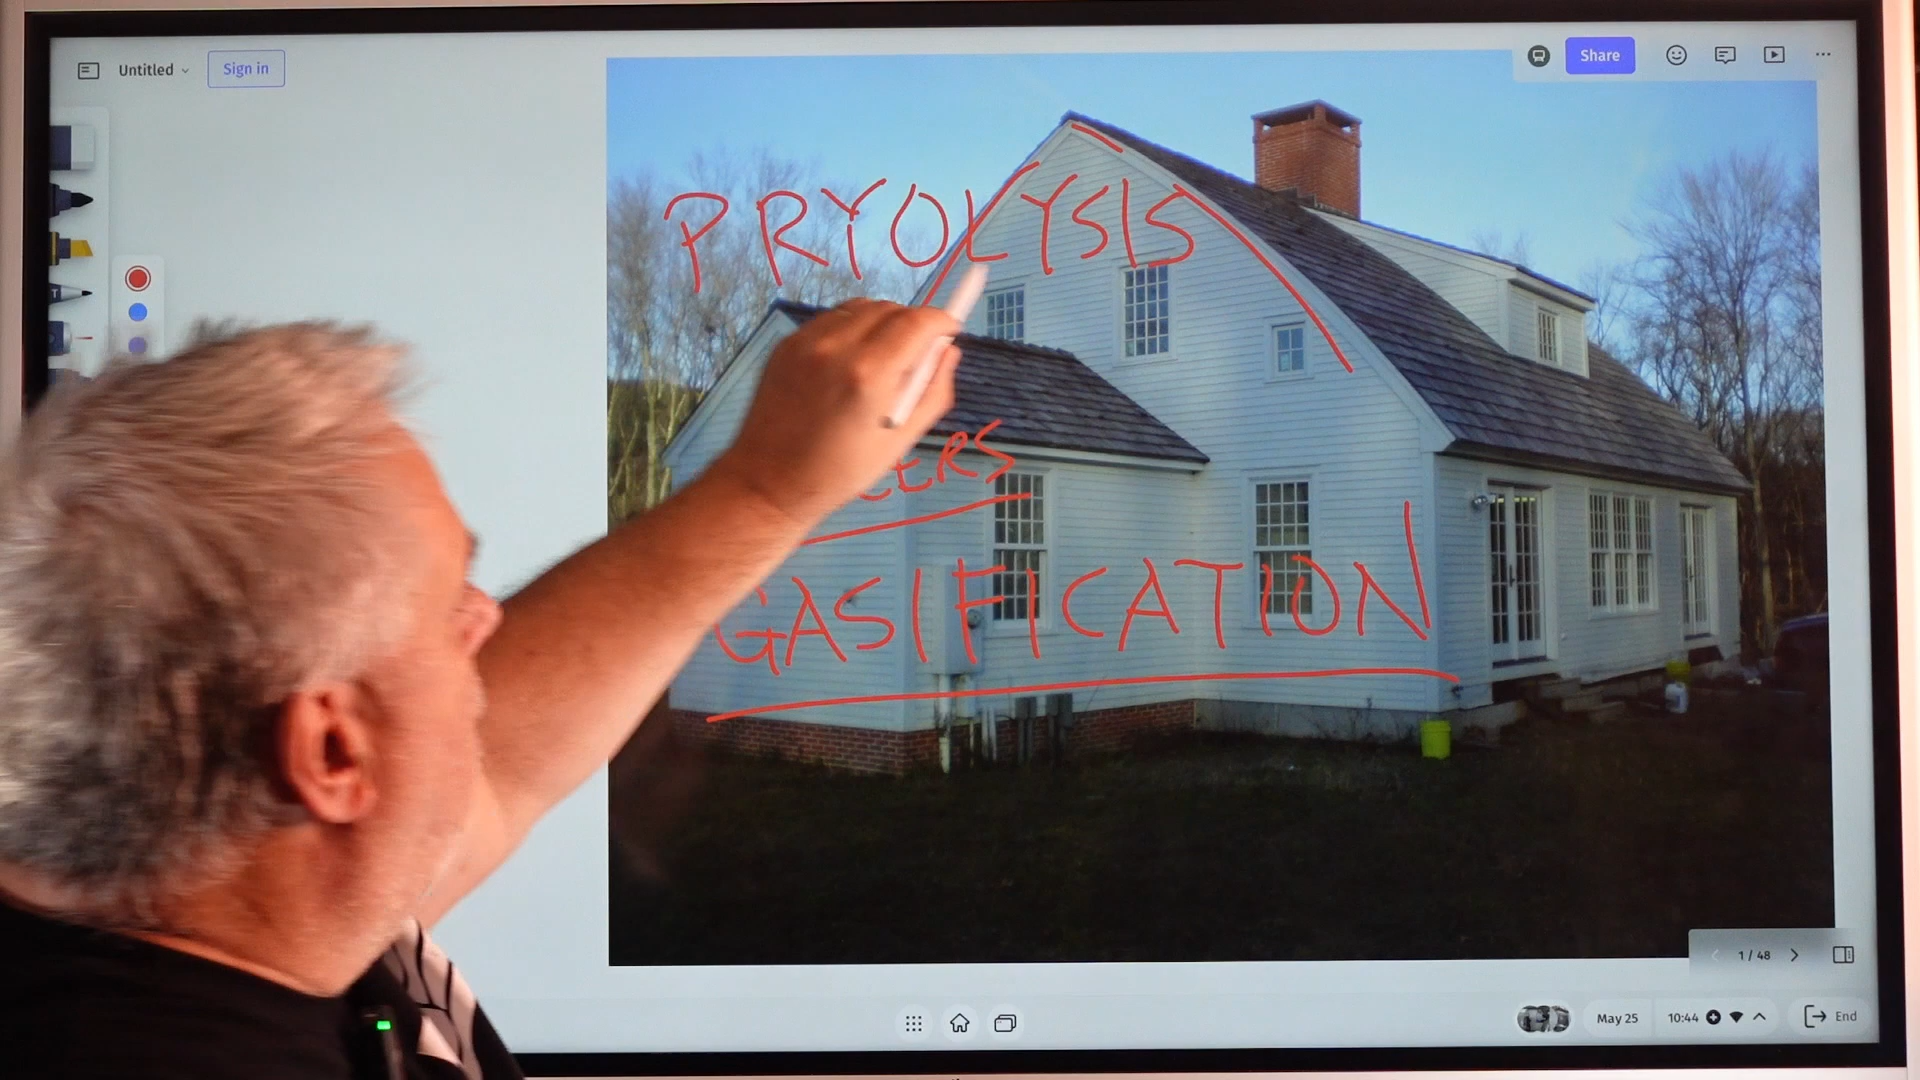 Untitled
Sign in
Share
PRYOLYSIS
GASIFICATION
1 / 48
May 25
10:44
End